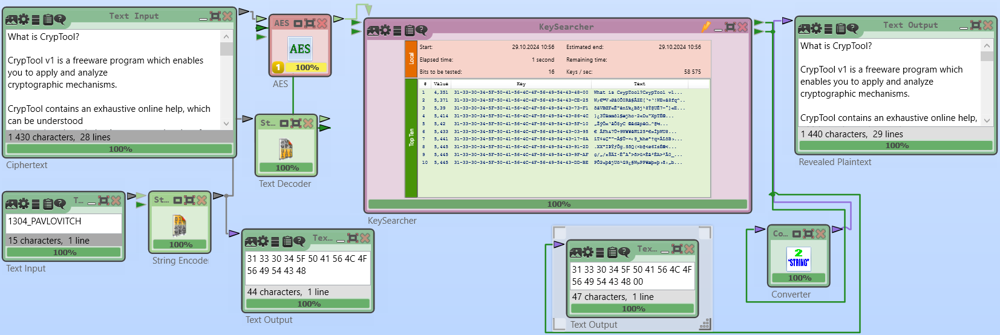 Text Input
What is CrypTool?
CrypTool v1 is a freeware program which enables
you to apply and analyze
cryptographic mechanisms.
CrypTool contains an exhaustive online help, which
can be understood
1 430 characters, 28 lines
100%
Ciphertext
AES
AES
1
100%
AES
St...
100%
Text Decoder
KeySearcher
Local
Start: 29.10.2024 10:56 Estimated end: 29.10.2024 10:56
Elapsed time: 1 second Remaining time:
Bits to be tested: 16 Keys / sec: 58 575
Top Ten
# Value Key Text
1 4,351 31-33-30-34-5F-50-41-56-4C-4F-56-49-54-43-48-00 What is CrypTool?CrypTool v1...
2 5,371 31-33-30-34-5F-50-41-56-4C-4F-56-49-54-43-CE-25
3 5,39 31-33-30-34-5F-50-41-56-4C-4F-56-49-54-43-73-F1
4 5,414 31-33-30-34-5F-50-41-56-4C-4F-56-49-54-43-86-4C
5 5,42 31-33-30-34-5F-50-41-56-4C-4F-56-49-54-43-5F-10
6 5,433 31-33-30-34-5F-50-41-56-4C-4F-56-49-54-43-03-95
7 5,441 31-33-30-34-5F-50-41-56-4C-4F-56-49-54-43-17-8A
8 5,445 31-33-30-34-5F-50-41-56-4C-4F-56-49-54-43-91-2D
9 5,445 31-33-30-34-5F-50-41-56-4C-4F-56-49-54-43-9F-AF
10 5,445 31-33-30-34-5F-50-41-56-4C-4F-56-49-54-43-DD-BE
100%
KeySearcher
Text Output
What is CrypTool?
CrypTool v1 is a freeware program which
enables you to apply and analyze
cryptographic mechanisms.
CrypTool contains an exhaustive online help,
1 440 characters, 29 lines
100%
Revealed Plaintext
T...
1304_PAVLOVITCH
15 characters, 1 line
100%
Text Input
St...
100%
String Encoder
Tex...
31 33 30 34 5F 50 41 56 4C 4F
56 49 54 43 48
44 characters, 1 line
100%
Text Output
Tex...
31 33 30 34 5F 50 41 56 4C 4F
56 49 54 43 48 00
47 characters, 1 line
100%
Text Output
Co...
2
"STRING"
100%
Converter